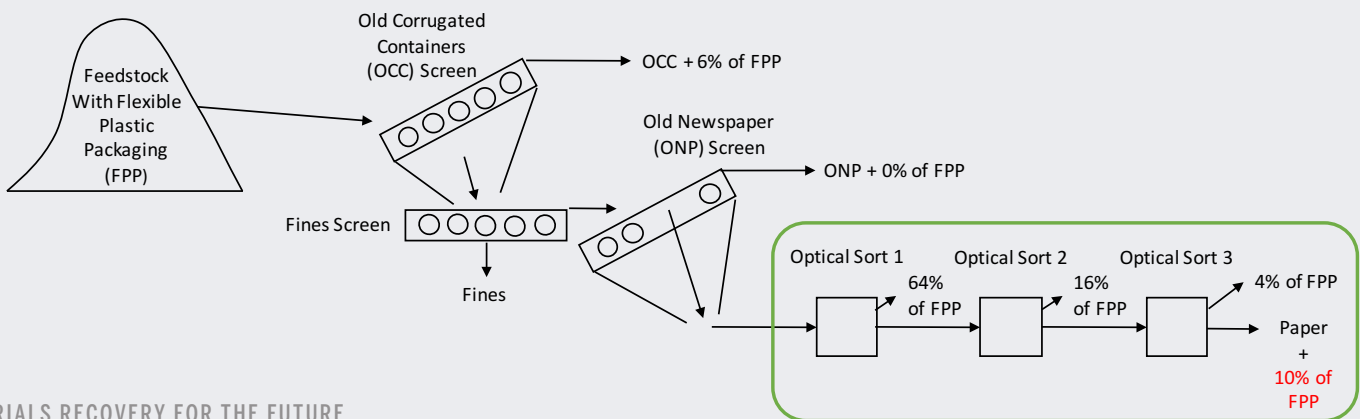 Feedstock
With Flexible
Plastic
Packaging
(FPP)
Old Corrugated
Containers
(OCC) Screen
OCC + 6% of FPP
Old Newspaper
(ONP) Screen
ONP + 0% of FPP
Fines Screen
Fines
Optical Sort 1
64%
of FPP
Optical Sort 2
16%
of FPP
Optical Sort 3
4% of FPP
Paper
+
10% of
FPP
RECOVERY FOR THE FUTURE